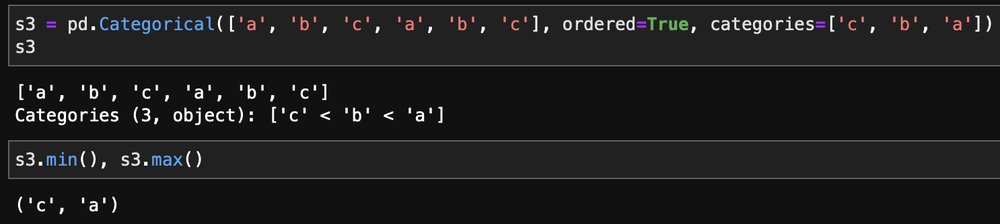 s3 = pd.Categorical(['a', 'b', 'c', 'a', 'b', 'c'], ordered=True, categories=['c', 'b', 'a'])
s3
['a', 'b', 'c', 'a', 'b', 'c']
Categories (3, object): ['c' < 'b' < 'a']
s3.min(), s3.max()
('c', 'a')